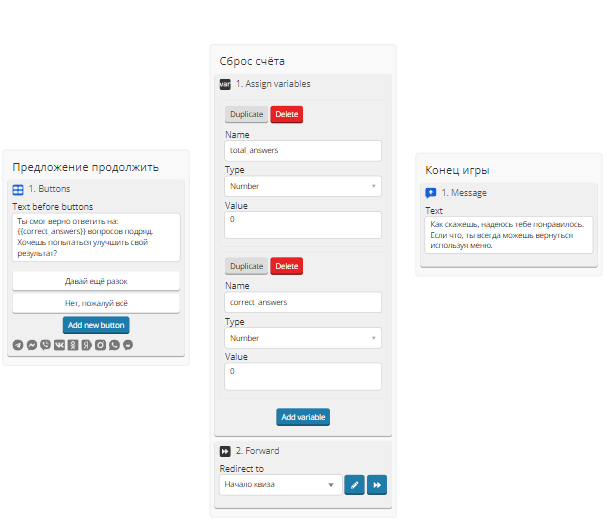 Предложение продолжить
1. Buttons
Text before buttons
Ты смог верно ответить на:
{{correct_answers}} вопросов подряд.
Хочешь попытаться улучшить свой
результат?
Давай ещё разок
Нет, пожалуй всё
Add new button
Сброс счёта
var
1. Assign variables
Duplicate Delete
Name
total_answers
Type
Number
Value
0
Duplicate Delete
Name
correct_answers
Type
Number
Value
0
Add variable
2. Forward
Redirect to
Начало квиза
Конец игры
1. Message
Text
Как скажешь, надеюсь тебе понравилось.
Если что, ты всегда можешь вернуться
используя меню.